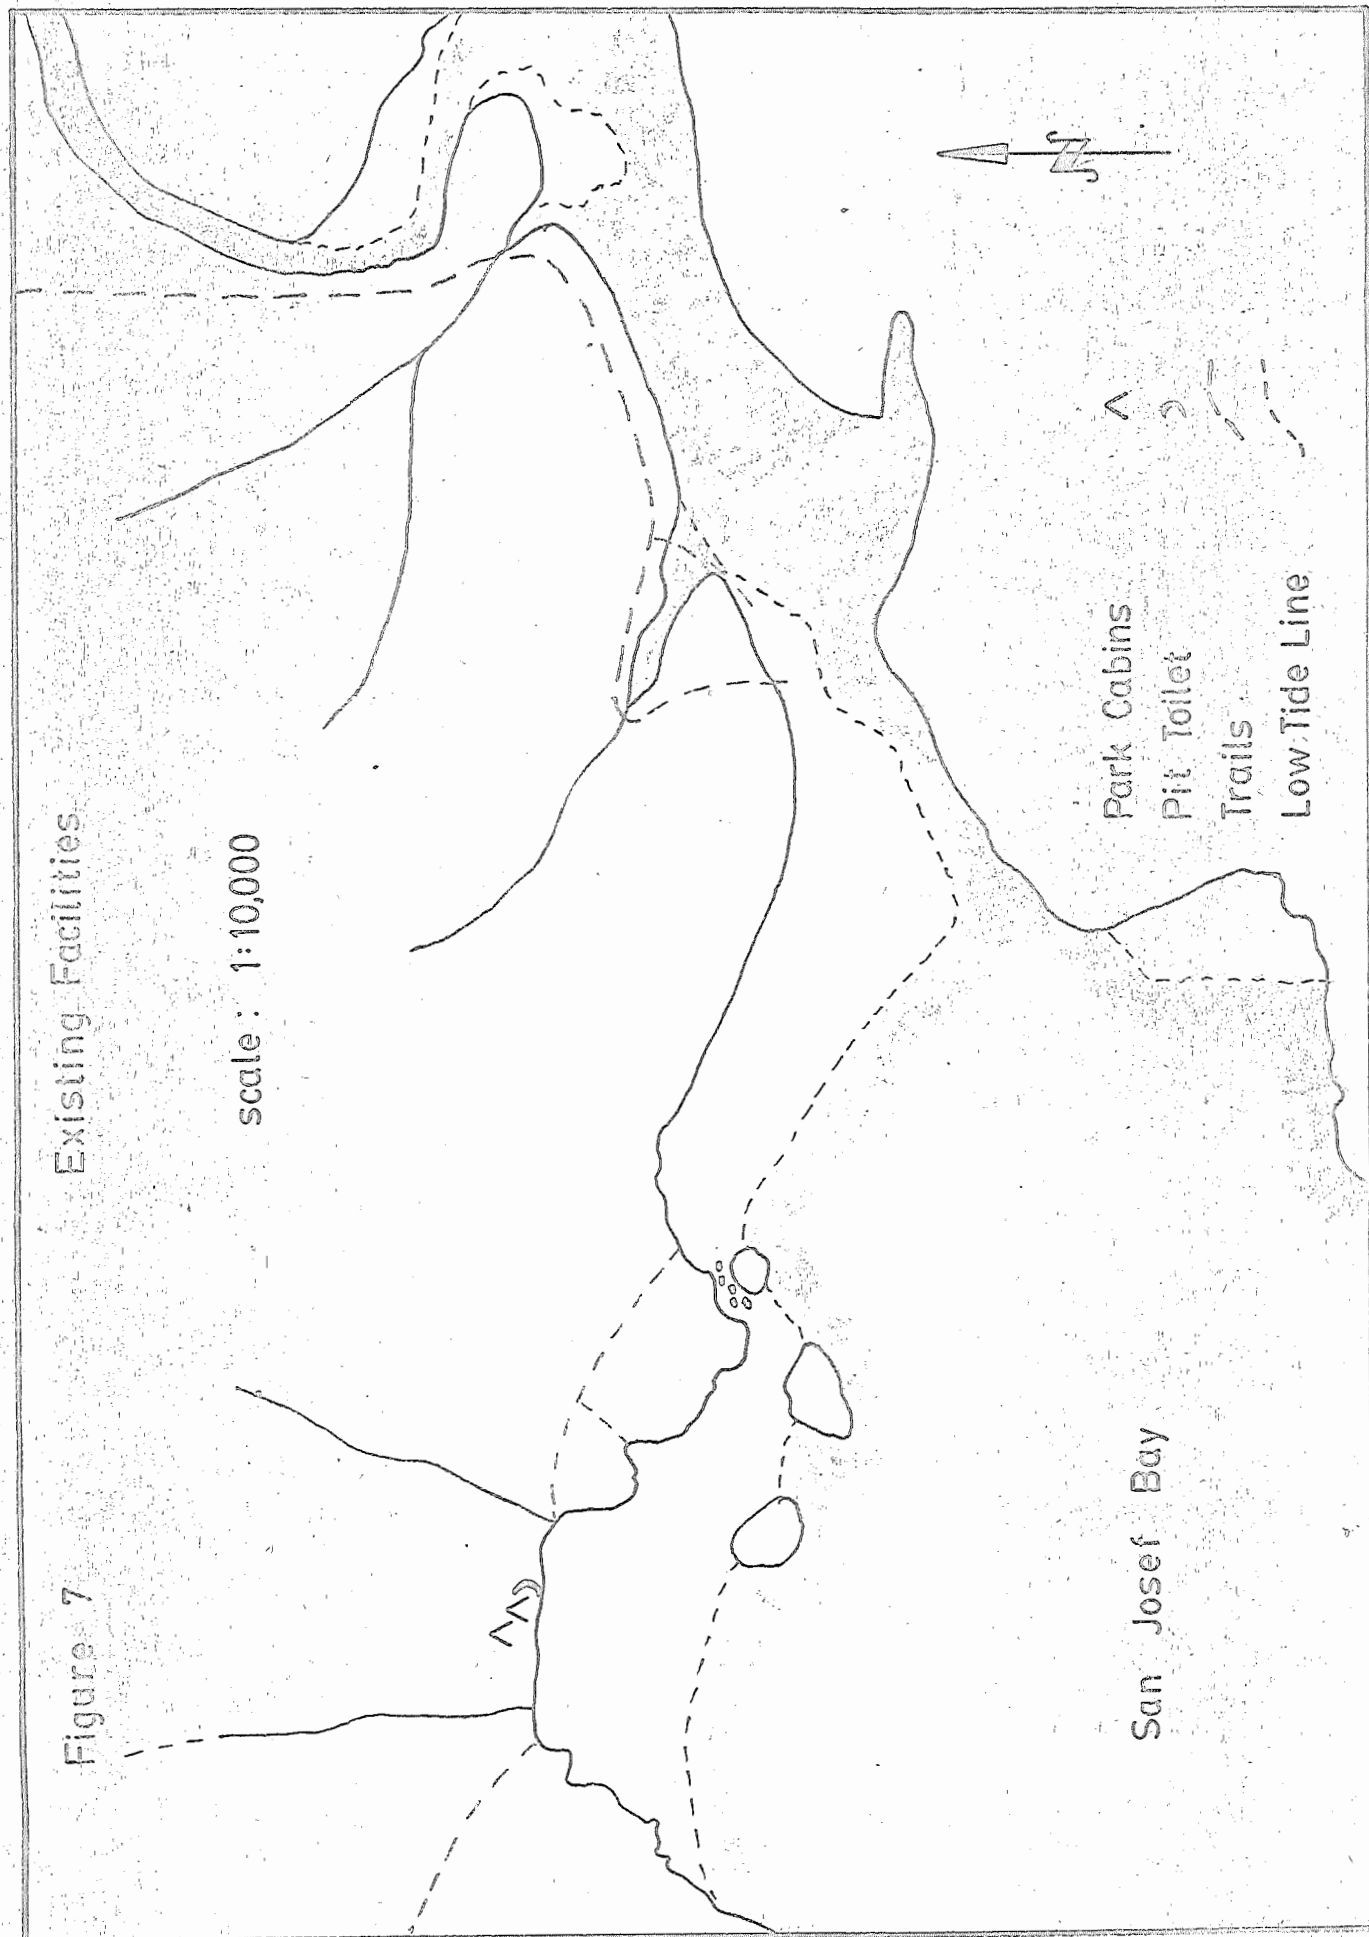 Figure 7
Existing Facilities
scale: 1:10,000
N
San Josef Bay
Park Cabins
Pit Toilet
Trails
Low Tide Line